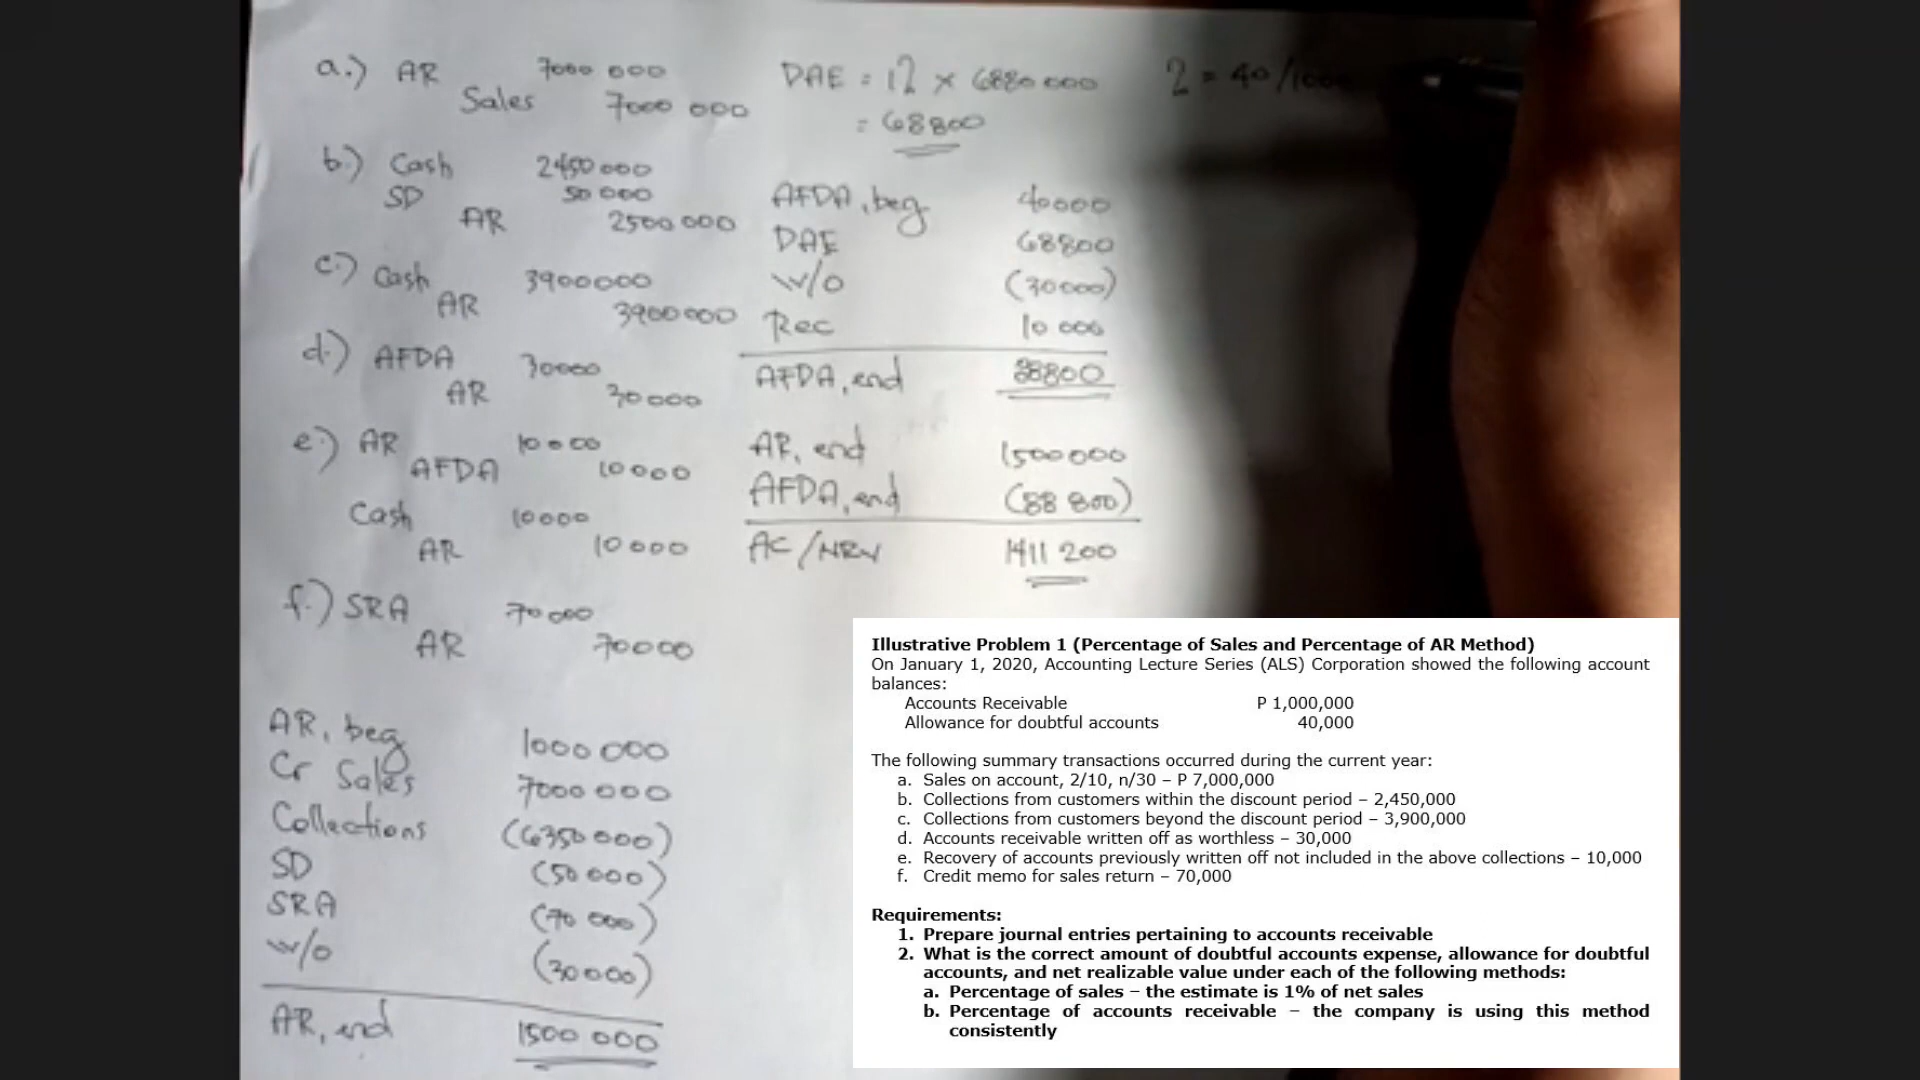 a.) AR 7000 000
Sales 7000 000
b.) Cash 2450 000
SD 50 000
AR 2500 000
c.) Cash 3900000
AR 3900000
d.) AFDA 30000
AR 30000
e.) AR 10000
AFDA 10000
Cash 10000
AR 10000
f.) SRA 70000
AR 70000
AR, beg 1000 000
Cr Sales 7000 000
Collections (6350 000)
SD (50 000)
SRA (70 000)
w/o (30000)
AR, end 1500 000
DAE = 1% x 6880 000
= 68800
AFDA, beg 40000
DAE 68800
w/o (30000)
Rec 10 000
AFDA, end 88800
AR, end 1500000
AFDA, end (88 800)
AC/NRV 1411 200
2 = 40/
Illustrative Problem 1 (Percentage of Sales and Percentage of AR Method)
On January 1, 2020, Accounting Lecture Series (ALS) Corporation showed the following account
balances:
Accounts Receivable P 1,000,000
Allowance for doubtful accounts 40,000
The following summary transactions occurred during the current year:
a. Sales on account, 2/10, n/30 – P 7,000,000
b. Collections from customers within the discount period – 2,450,000
c. Collections from customers beyond the discount period – 3,900,000
d. Accounts receivable written off as worthless – 30,000
e. Recovery of accounts previously written off not included in the above collections – 10,000
f. Credit memo for sales return – 70,000
Requirements:
1. Prepare journal entries pertaining to accounts receivable
2. What is the correct amount of doubtful accounts expense, allowance for doubtful
accounts, and net realizable value under each of the following methods:
a. Percentage of sales – the estimate is 1% of net sales
b. Percentage of accounts receivable – the company is using this method
consistently